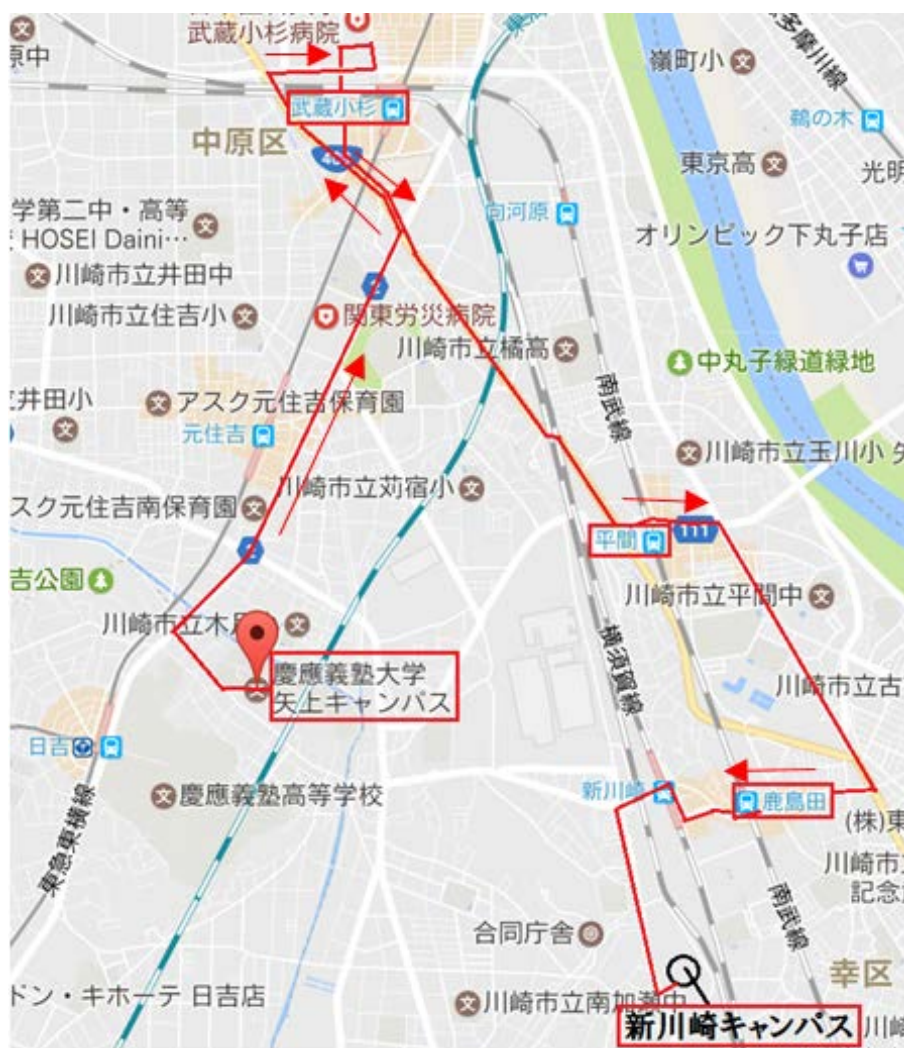 武蔵小杉病院
原中
多摩川線
嶺町小
武蔵小杉
鵜の木
中原区
東京高
光明
学第二中・高等
HOSEI Daini…
向河原
オリンピック下丸子店
川崎市立井田中
2
川崎市立住吉小
関東労災病院
川崎市立橘高
中丸子緑道緑地
井田小
アスク元住吉保育園
南武線
元住吉
川崎市立玉川小
スク元住吉南保育園
川崎市立苅宿小
平間
111
2
吉公園
川崎市立平間中
川崎市立木月
横須賀線
慶應義塾大学
矢上キャンパス
川崎市立古
日吉
慶應義塾高等学校
新川崎
鹿島田
(株)東
東急東横線
川崎市
記念
南武線
合同庁舎
幸区
ドン・キホーテ 日吉店
川崎市立南加瀬中
新川崎キャンパス
川崎